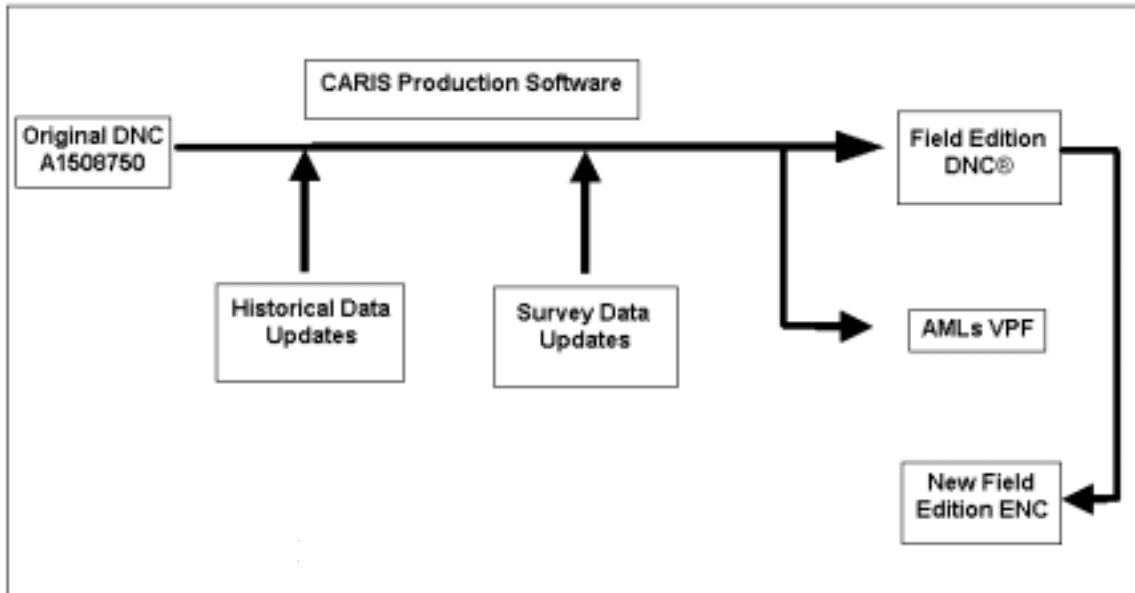 CARIS Production Software
Original DNC
A1508750
Field Edition
DNC®
Historical Data
Updates
Survey Data
Updates
AMLs VPF
New Field
Edition ENC